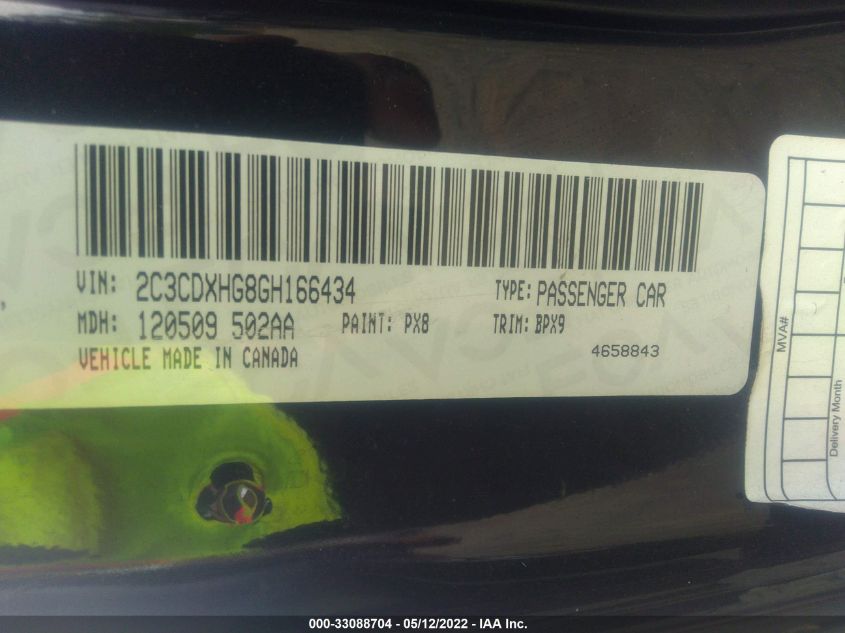 VIN: 2C3CDXHG8GH166434 TYPE: PASSENGER CAR
MDH: 120509 502AA PAINT: PX8 TRIM: BPX9
VEHICLE MADE IN CANADA 4658843
MVA#
Delivery Month
000-33088704 - 05/12/2022 - IAA Inc.